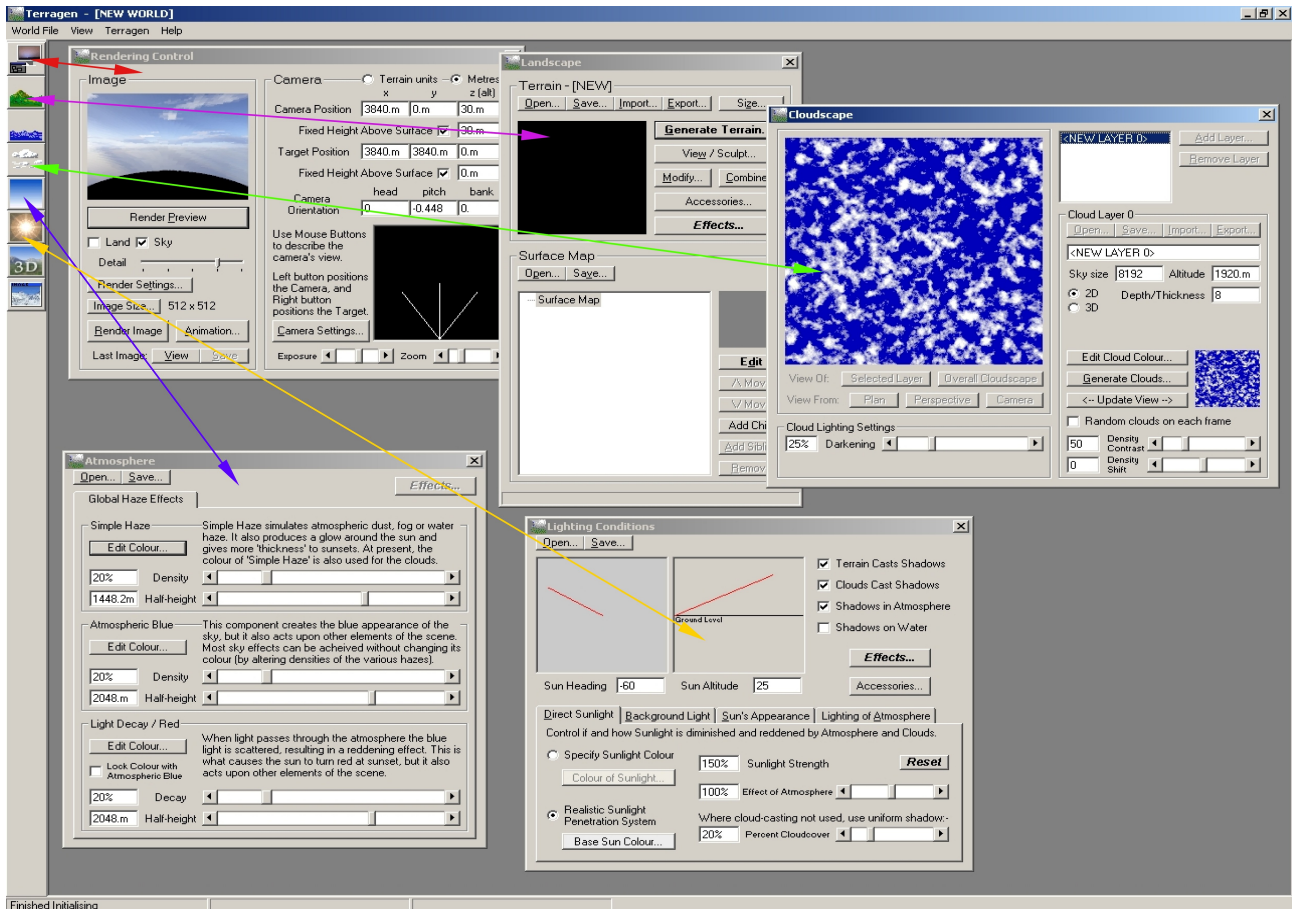 Terragen - [NEW WORLD]
World File View Terragen Help
Rendering Control
Image
Render Preview
Land Sky
Detail
Render Settings...
Image Size... 512 x 512
Render Image Animation...
Last Image: View Save
Camera Terrain units Metres
x y z (alt)
Camera Position 3840.m 0.m 30.m
Fixed Height Above Surface 30.m
Target Position 3840.m 3840.m 0.m
Fixed Height Above Surface 0.m
head pitch bank
Camera Orientation 0. -0.448 0.
Use Mouse Buttons
to describe the
camera's view.
Left button positions
the Camera, and
Right button
positions the Target.
Camera Settings...
Exposure Zoom
3D
Landscape
Terrain - [NEW]
Open... Save... Import... Export... Size...
Generate Terrain.
View / Sculpt...
Modify... Combine
Accessories...
Effects...
Surface Map
Open... Save...
Surface Map
Edit
/\ Mov
\/ Mov
Add Chi
Add Sibl
Remov
Cloudscape
<NEW LAYER 0>
Add Layer...
Remove Layer
Cloud Layer 0
Open... Save... Import... Export...
<NEW LAYER 0>
Sky size 8192 Altitude 1920.m
2D Depth/Thickness 8
3D
Edit Cloud Colour...
Generate Clouds...
<-- Update View -->
Random clouds on each frame
50 Density Contrast
0 Density Shift
View Of: Selected Layer Overall Cloudscape
View From: Plan Perspective Camera
Cloud Lighting Settings
25% Darkening
Atmosphere
Open... Save...
Effects...
Global Haze Effects
Simple Haze
Edit Colour...
Simple Haze simulates atmospheric dust, fog or water
haze. It also produces a glow around the sun and
gives more 'thickness' to sunsets. At present, the
colour of 'Simple Haze' is also used for the clouds.
20% Density
1448.2m Half-height
Atmospheric Blue
Edit Colour...
This component creates the blue appearance of the
sky, but it also acts upon other elements of the scene.
Most sky effects can be acheived without changing its
colour (by altering densities of the various hazes).
20% Density
2048.m Half-height
Light Decay / Red
Edit Colour...
Lock Colour with
Atmospheric Blue
When light passes through the atmosphere the blue
light is scattered, resulting in a reddening effect. This is
what causes the sun to turn red at sunset, but it also
acts upon other elements of the scene.
20% Decay
2048.m Half-height
Lighting Conditions
Open... Save...
Ground Level
Terrain Casts Shadows
Clouds Cast Shadows
Shadows in Atmosphere
Shadows on Water
Effects...
Sun Heading -60 Sun Altitude 25 Accessories...
Direct Sunlight Background Light Sun's Appearance Lighting of Atmosphere
Control if and how Sunlight is diminished and reddened by Atmosphere and Clouds.
Specify Sunlight Colour
Colour of Sunlight...
150% Sunlight Strength Reset
100% Effect of Atmosphere
Realistic Sunlight
Penetration System
Base Sun Colour...
Where cloud-casting not used, use uniform shadow:-
20% Percent Cloudcover
Finished Initialising